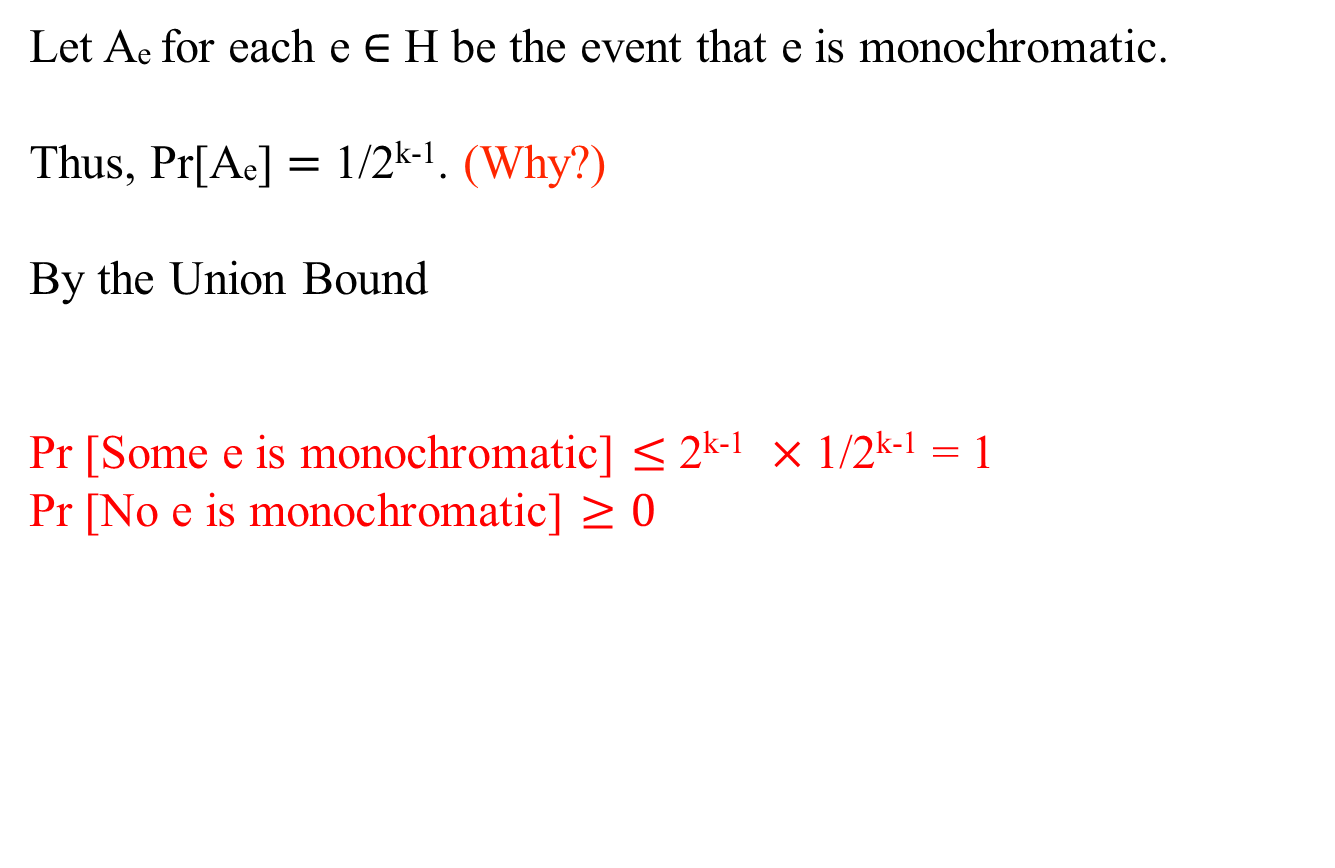 Let Aₑ for each e ∈ H be the event that e is monochromatic.
Thus, Pr[Aₑ] = 1/2ᵏ⁻¹. (Why?)
By the Union Bound
Pr [Some e is monochromatic] ≤ 2ᵏ⁻¹ × 1/2ᵏ⁻¹ = 1
Pr [No e is monochromatic] ≥ 0